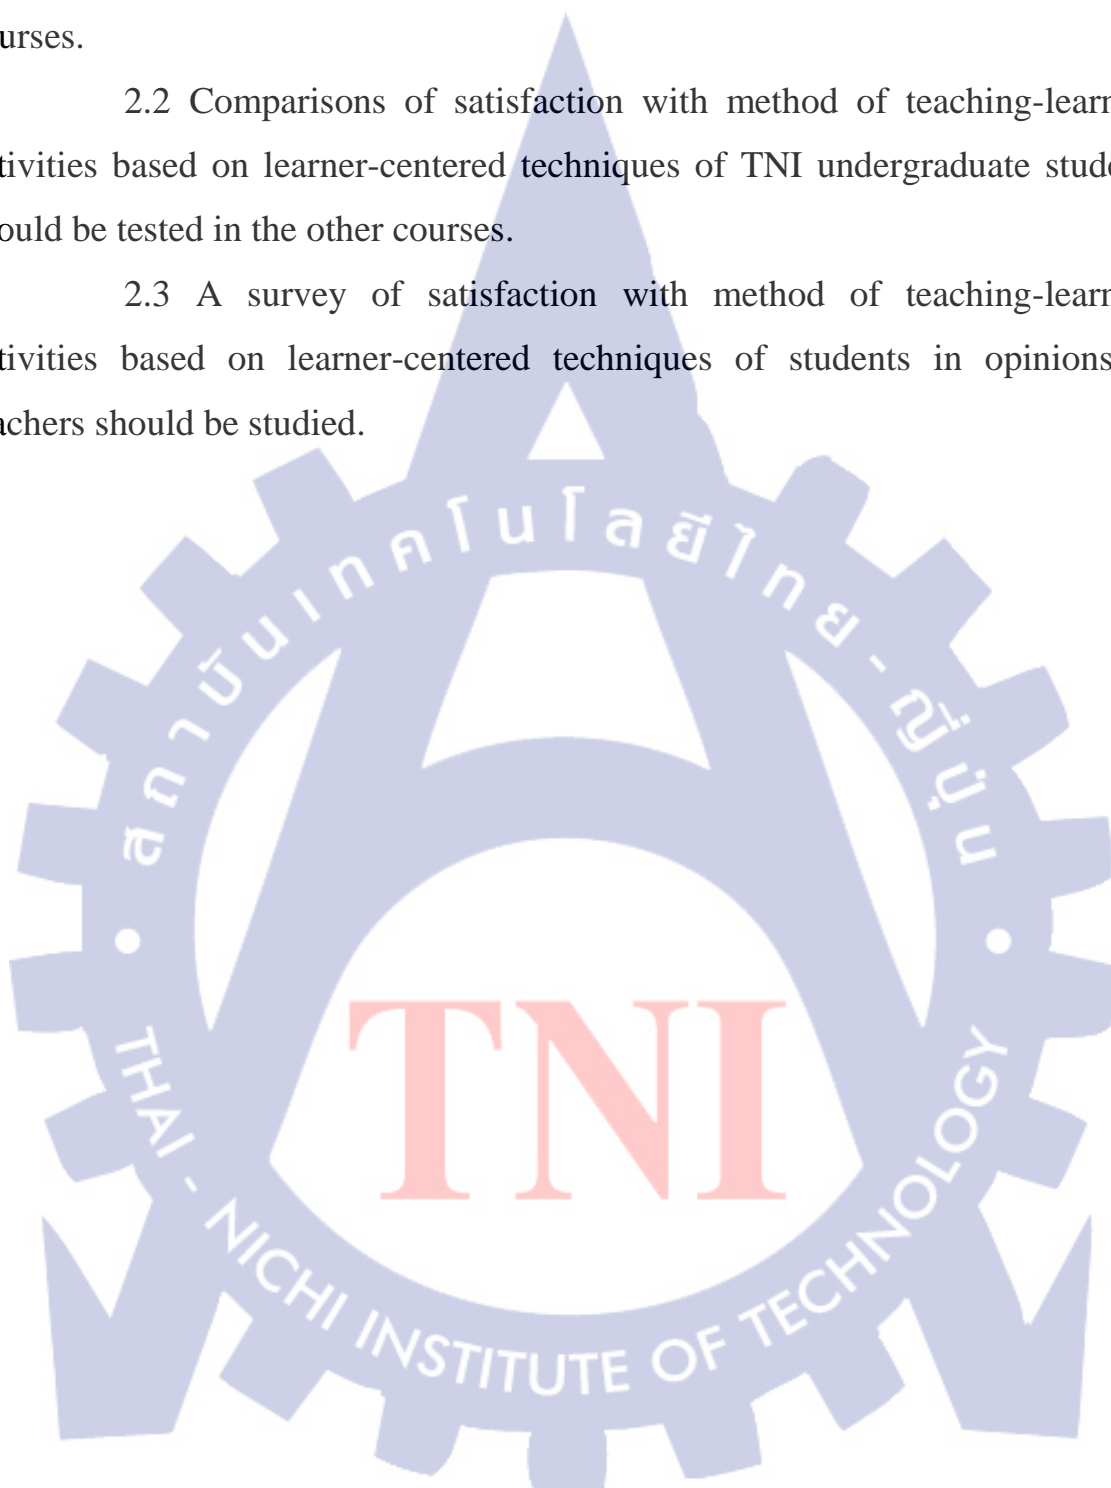 urses.
2.2 Comparisons of satisfaction with method of teaching-learn
tivities based on learner-centered techniques of TNI undergraduate stude
ould be tested in the other courses.
2.3 A survey of satisfaction with method of teaching-learn
tivities based on learner-centered techniques of students in opinions
achers should be studied.
สถาบันเทคโนโลยีไทย-ญี่ปุ่น
TNI
THAI - NICHI INSTITUTE OF TECHNOLOGY